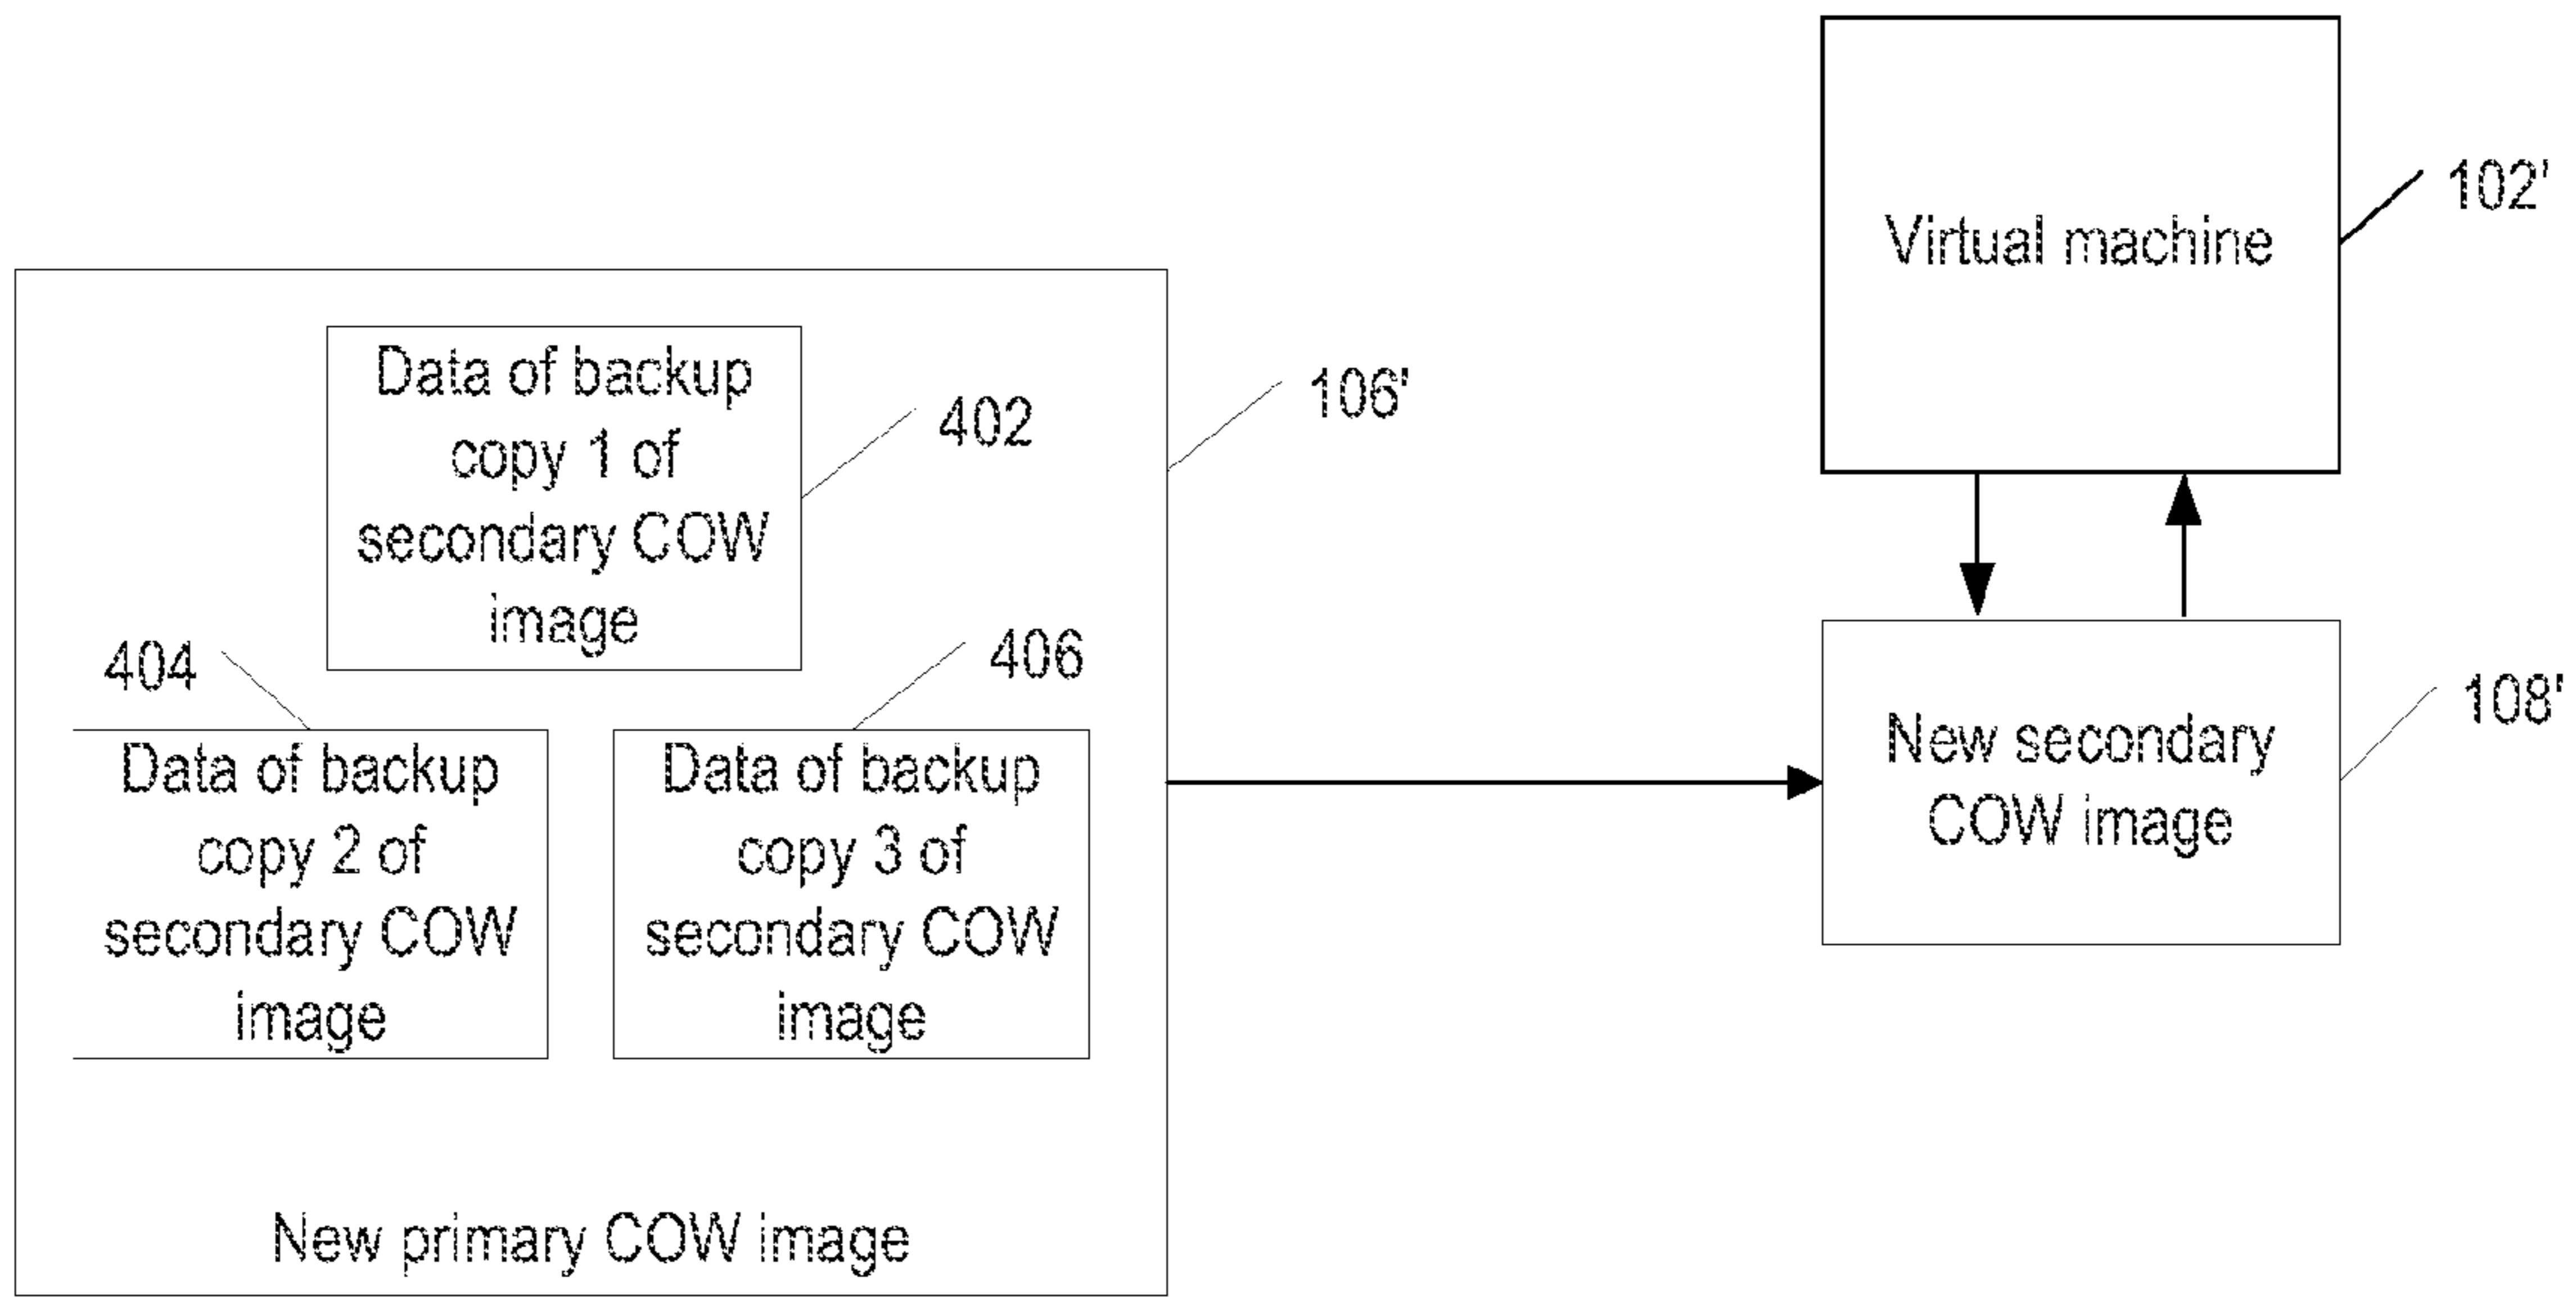 Virtual machine
102'
106'
Data of backup
copy 1 of
secondary COW
image
402
404
Data of backup
copy 2 of
secondary COW
image
406
Data of backup
copy 3 of
secondary COW
image
New primary COW image
New secondary
COW image
108'